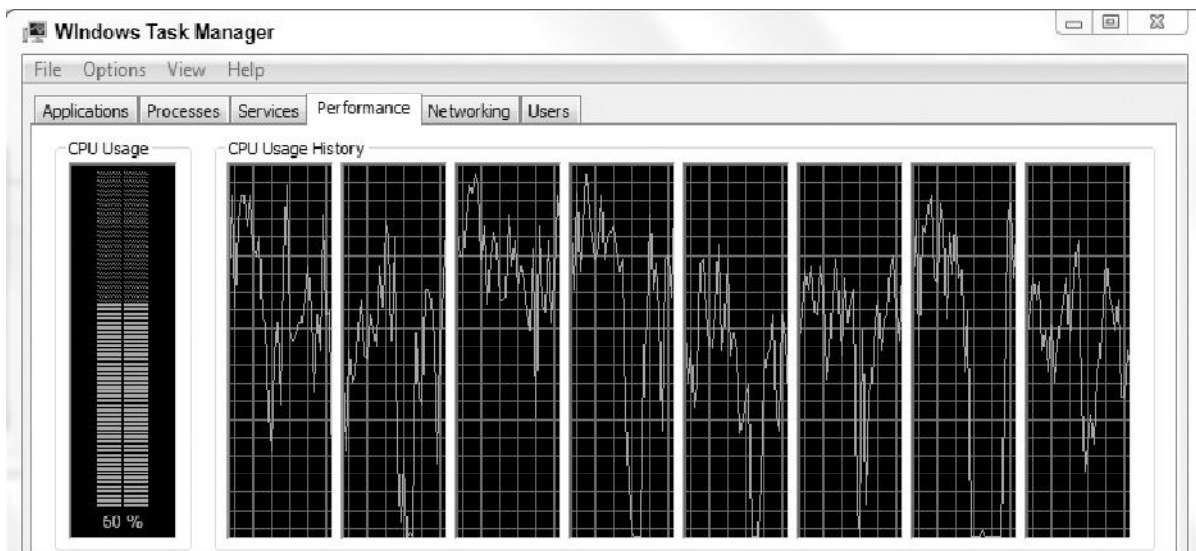 WIndows Task Manager
File Options View Help
Applications Processes Services Performance Networking Users
CPU Usage CPU Usage History
60 %